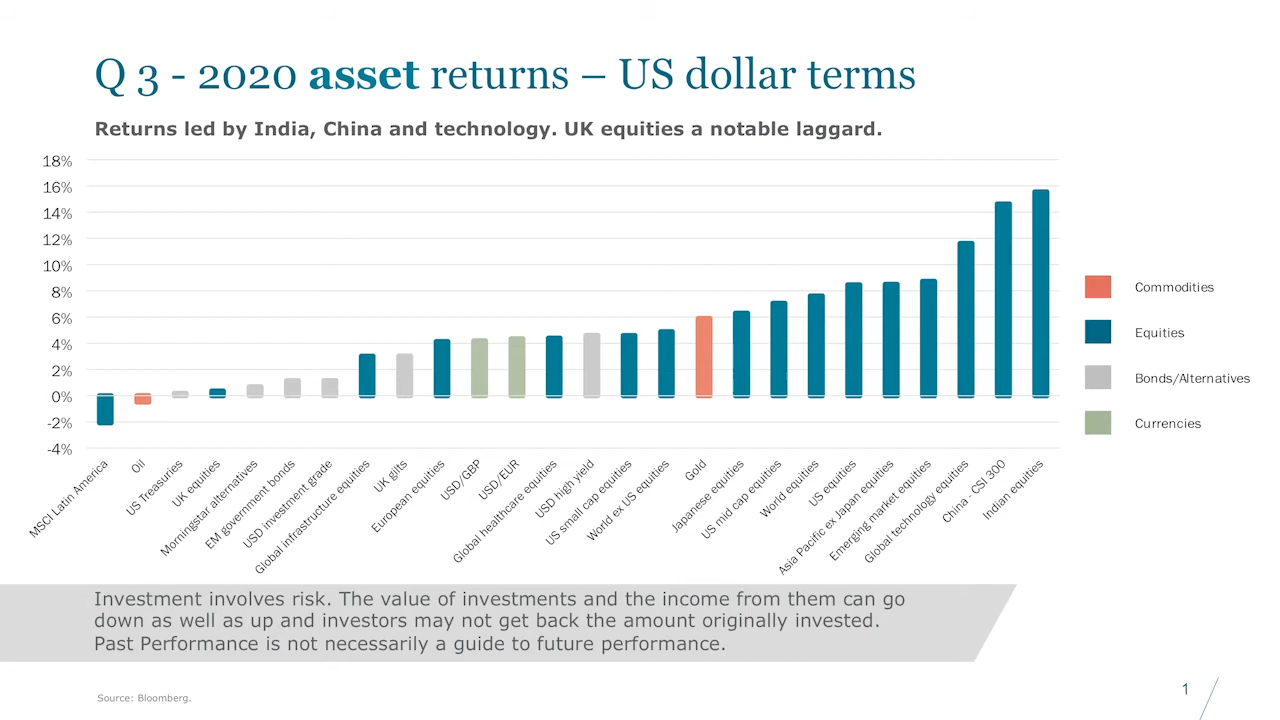 Q 3 - 2020 asset returns – US dollar terms
Returns led by India, China and technology. UK equities a notable laggard.
18%
16%
14%
12%
10%
8%
6%
4%
2%
0%
-2%
-4%
MSCI Latin America
Oil
US Treasuries
UK equities
Morningstar alternatives
EM government bonds
USD investment grade
Global infrastructure equities
UK gilts
European equities
USD/GBP
USD/EUR
Global healthcare equities
USD high yield
US small cap equities
World ex US equities
Gold
Japanese equities
US mid cap equities
World equities
US equities
Asia Pacific ex Japan equities
Emerging market equities
Global technology equities
China - CSI 300
Indian equities
Commodities
Equities
Bonds/Alternatives
Currencies
Investment involves risk. The value of investments and the income from them can go
down as well as up and investors may not get back the amount originally invested.
Past Performance is not necessarily a guide to future performance.
Source: Bloomberg.
1